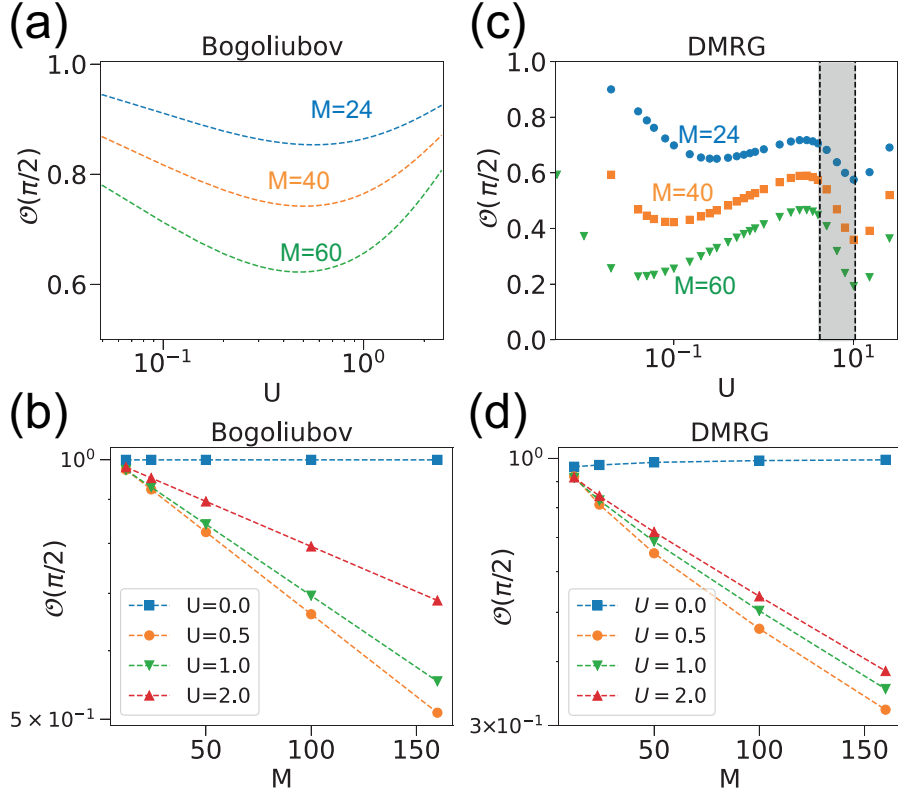 (a)
Bogoliubov
𝒪(π/2)
1.0
0.8
0.6
M=24
M=40
M=60
10⁻¹
10⁰
U
(c)
DMRG
𝒪(π/2)
1.0
0.8
0.6
0.4
0.2
0.0
M=24
M=40
M=60
10⁻¹
10¹
U
(b)
Bogoliubov
𝒪(π/2)
10⁰
5 × 10⁻¹
U=0.0
U=0.5
U=1.0
U=2.0
50
100
150
M
(d)
DMRG
𝒪(π/2)
10⁰
3 × 10⁻¹
U = 0.0
U = 0.5
U = 1.0
U = 2.0
50
100
150
M